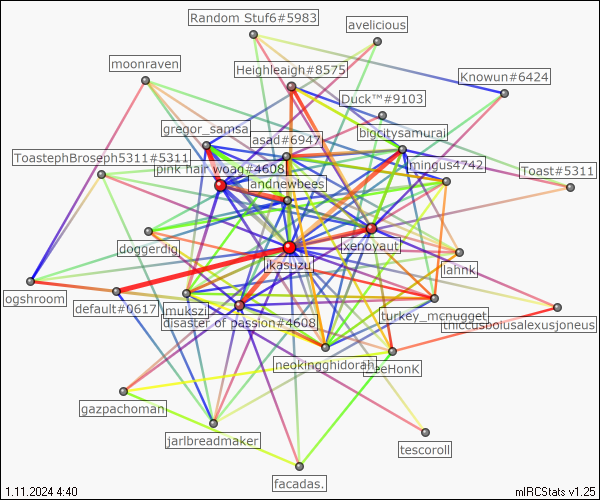 Random Stuf6#5983
avelicious
moonraven
Heighleaigh#8575
Knowun#6424
Duck™#9103
gregor_samsa
bigcitysamurai
asad#6947
ToastephBroseph5311#5311
pink hair woag#4608
mingus4742
Toast#5311
andnewbees
doggerdig
xenoyaut
ikasuzu
lahnk
ogshroom
default#0617
mukszi
turkey_mcnugget
disaster of passion#4608
thiccusbolusalexusjoneus
neokingghidorah
gazpachoman
jarlbreadmaker
tescoroll
facadas.
1.11.2024 4:40
mIRCStats v1.25